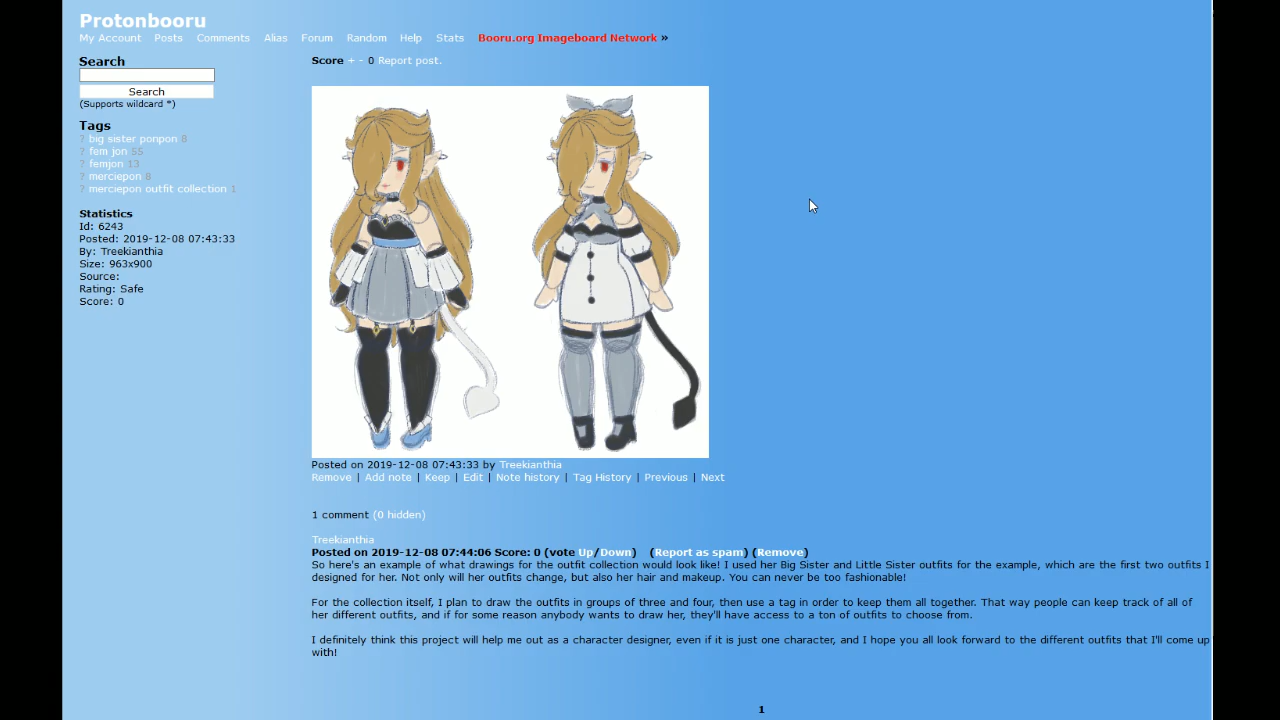 Protonbooru
My Account Posts Comments Alias Forum Random Help Stats Booru.org Imageboard Network »
Search
Search
(Supports wildcard *)
Tags
? big sister ponpon 8
? fem jon 55
? femjon 13
? merciepon 8
? merciepon outfit collection 1
Statistics
Id: 6243
Posted: 2019-12-08 07:43:33
By: Treekianthia
Size: 963x900
Source:
Rating: Safe
Score: 0
Score + - 0 Report post.
Posted on 2019-12-08 07:43:33 by Treekianthia
Remove | Add note | Keep | Edit | Note history | Tag History | Previous | Next
1 comment (0 hidden)
Treekianthia
Posted on 2019-12-08 07:44:06 Score: 0 (vote Up/Down) (Report as spam) (Remove)
So here's an example of what drawings for the outfit collection would look like! I used her Big Sister and Little Sister outfits for the example, which are the first two outfits I
designed for her. Not only will her outfits change, but also her hair and makeup. You can never be too fashionable!
For the collection itself, I plan to draw the outfits in groups of three and four, then use a tag in order to keep them all together. That way people can keep track of all of
her different outfits, and if for some reason anybody wants to draw her, they'll have access to a ton of outfits to choose from.
I definitely think this project will help me out as a character designer, even if it is just one character, and I hope you all look forward to the different outfits that I'll come up
with!
1